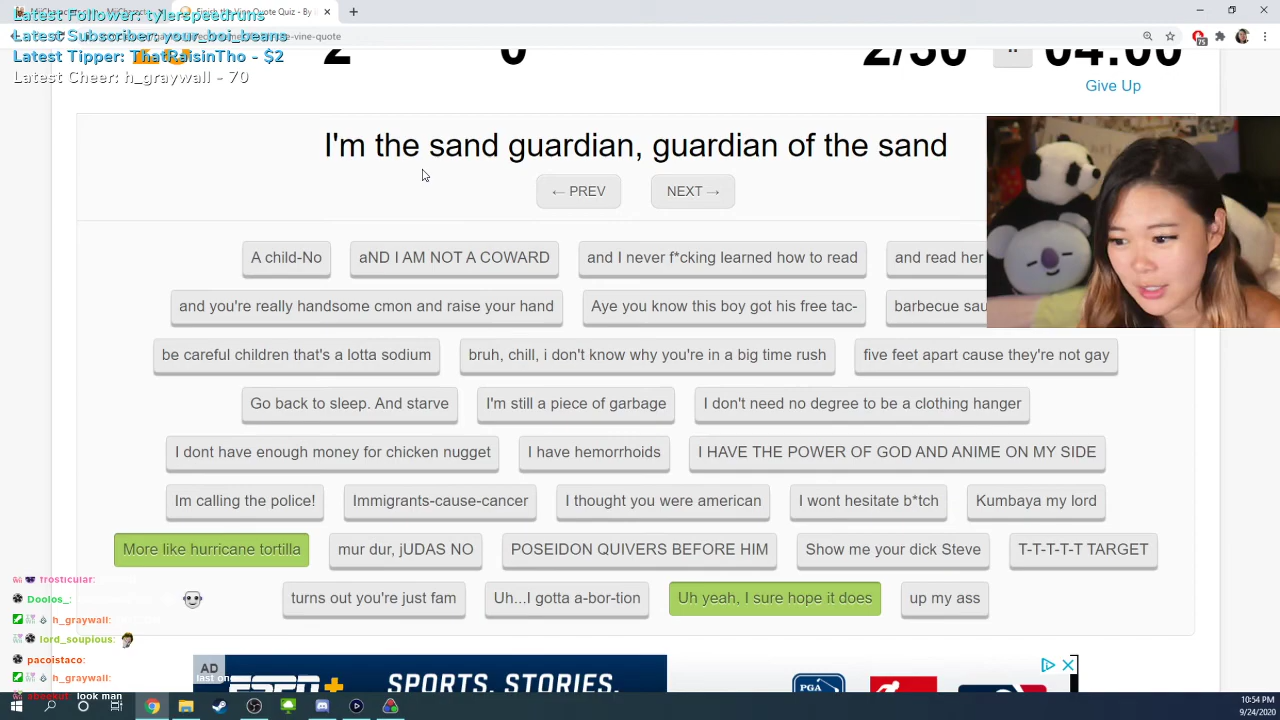 Latest Follower: tylerspeedruns
Latest Subscriber: your_boi_beans
Latest Tipper: ThatRaisinTho - $2
Latest Cheer: h_graywall - 70
-vine-quote
2 0 2/30 04:00
Give Up
I'm the sand guardian, guardian of the sand
← PREV NEXT →
A child-No aND I AM NOT A COWARD and I never f*cking learned how to read and read her
and you're really handsome cmon and raise your hand Aye you know this boy got his free tac- barbecue sau
be careful children that's a lotta sodium bruh, chill, i don't know why you're in a big time rush five feet apart cause they're not gay
Go back to sleep. And starve I'm still a piece of garbage I don't need no degree to be a clothing hanger
I dont have enough money for chicken nugget I have hemorrhoids I HAVE THE POWER OF GOD AND ANIME ON MY SIDE
Im calling the police! Immigrants-cause-cancer I thought you were american I wont hesitate b*tch Kumbaya my lord
More like hurricane tortilla mur dur, jUDAS NO POSEIDON QUIVERS BEFORE HIM Show me your dick Steve T-T-T-T-T TARGET
turns out you're just fam Uh...I gotta a-bor-tion Uh yeah, I sure hope it does up my ass
frosticular:
Doolos_:
h_graywall:
lord_soupious:
pacoistaco:
h_graywall: last one
abeekul: look man
AD
ESPN+ SPORTS. STORIES. PGA
10:54 PM
9/24/2020